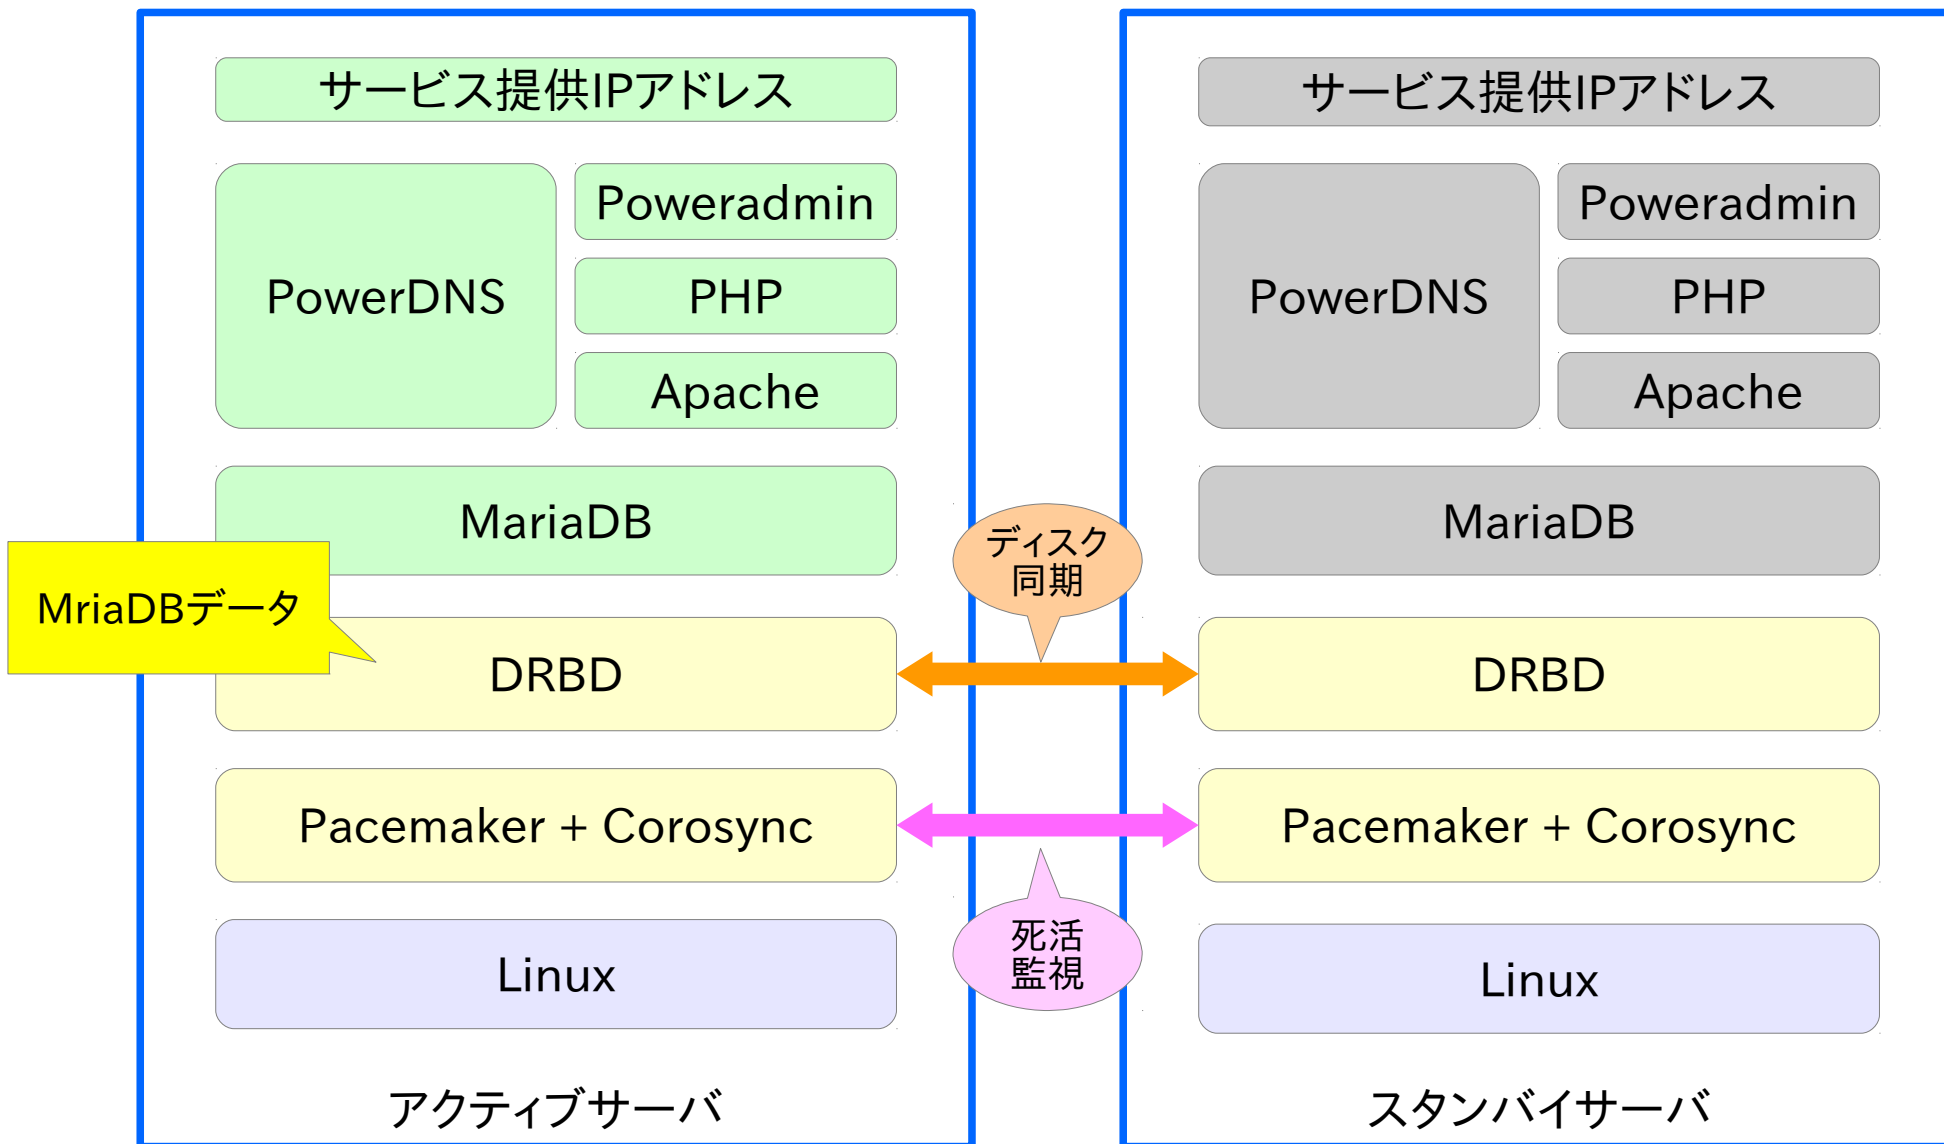 サービス提供IPアドレス
PowerDNS
Poweradmin
PHP
Apache
MariaDB
MriaDBデータ
DRBD
Pacemaker + Corosync
Linux
アクティブサーバ
ディスク
同期
死活
監視
サービス提供IPアドレス
PowerDNS
Poweradmin
PHP
Apache
MariaDB
DRBD
Pacemaker + Corosync
Linux
スタンバイサーバ